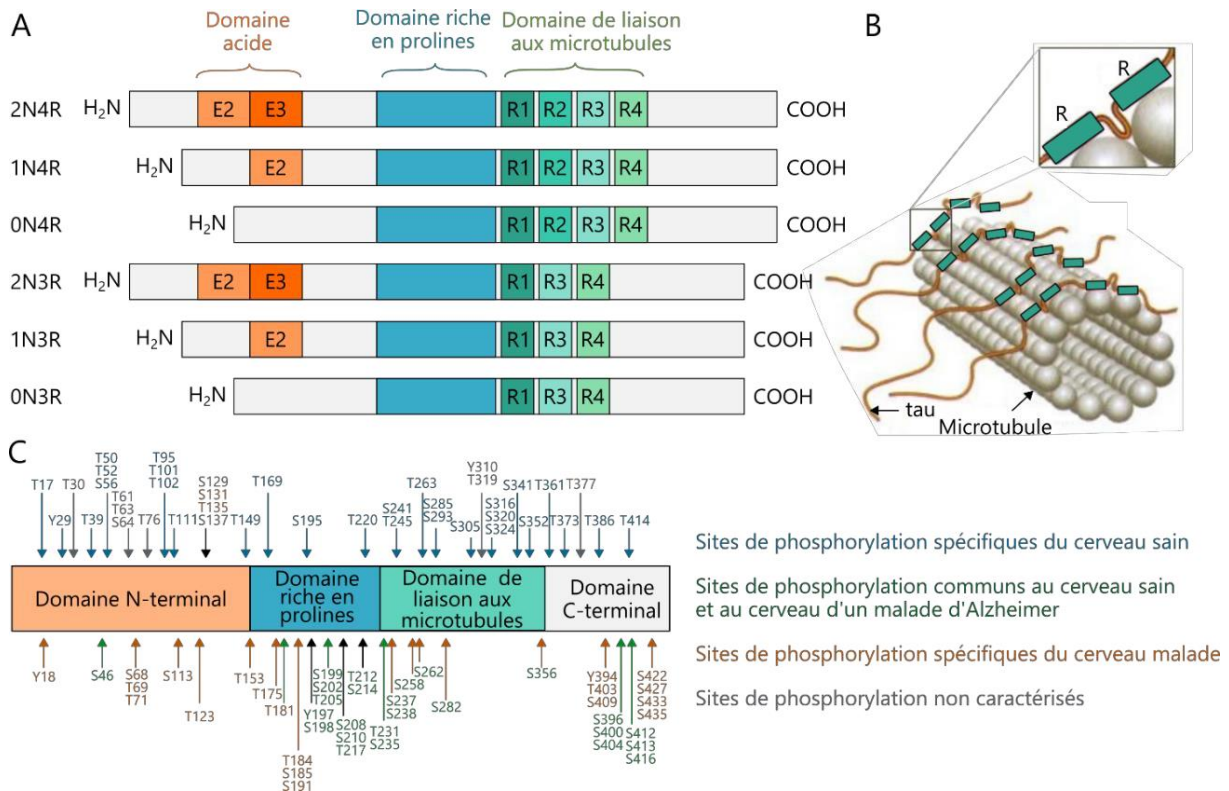 A
Domaine
acide
Domaine riche
en prolines
Domaine de liaison
aux microtubules
2N4R H₂N E2 E3 R1 R2 R3 R4 COOH
1N4R H₂N E2 R1 R2 R3 R4 COOH
0N4R H₂N R1 R2 R3 R4 COOH
2N3R H₂N E2 E3 R1 R3 R4 COOH
1N3R H₂N E2 R1 R3 R4 COOH
0N3R H₂N R1 R3 R4 COOH
B
R
R
tau
Microtubule
C
T17
Y29
T30
T39
T50
T52
S56
T61
T63
S64
T76
T95
T101
T102
T111
S129
S131
T135
S137
T149
T169
S195
T220
S241
T245
T263
S285
S293
S305
Y310
T319
S316
S320
S324
S341
S352
T361
T373
T377
T386
T414
Domaine N-terminal
Domaine
riche en
prolines
Domaine de
liaison aux
microtubules
Domaine
C-terminal
Y18
S46
S68
T69
T71
S113
T123
T153
T175
T181
T184
S185
S191
Y197
S198
S199
S202
T205
S208
S210
T217
T212
S214
T231
S235
S237
S238
S258
S262
S282
S356
Y394
T403
S409
S396
S400
S404
S412
S413
S416
S422
S427
S433
S435
Sites de phosphorylation spécifiques du cerveau sain
Sites de phosphorylation communs au cerveau sain
et au cerveau d'un malade d'Alzheimer
Sites de phosphorylation spécifiques du cerveau malade
Sites de phosphorylation non caractérisés